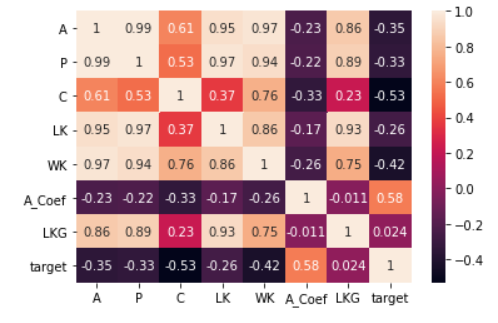 A 1 0.99 0.61 0.95 0.97 -0.23 0.86 -0.35
P 0.99 1 0.53 0.97 0.94 -0.22 0.89 -0.33
C 0.61 0.53 1 0.37 0.76 -0.33 0.23 -0.53
LK 0.95 0.97 0.37 1 0.86 -0.17 0.93 -0.26
WK 0.97 0.94 0.76 0.86 1 -0.26 0.75 -0.42
A_Coef -0.23 -0.22 -0.33 -0.17 -0.26 1 -0.011 0.58
LKG 0.86 0.89 0.23 0.93 0.75 -0.011 1 0.024
target -0.35 -0.33 -0.53 -0.26 -0.42 0.58 0.024 1
A P C LK WK A_Coef LKG target
1.0
0.8
0.6
0.4
0.2
0.0
−0.2
−0.4